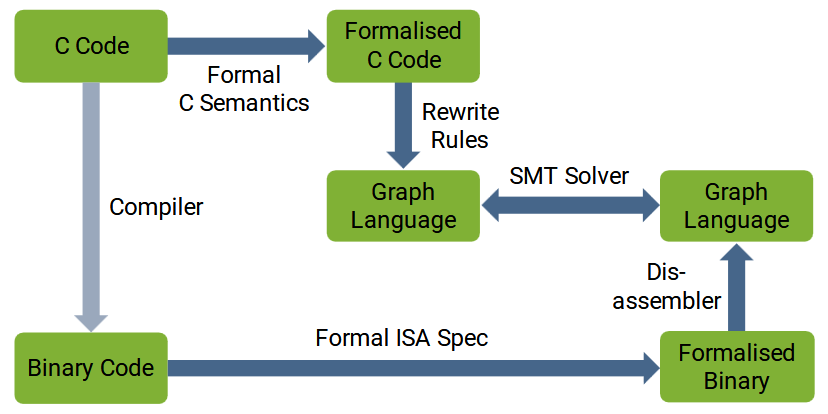 C Code
Formal
C Semantics
Formalised
C Code
Rewrite
Rules
Graph
Language
SMT Solver
Graph
Language
Compiler
Dis-
assembler
Binary Code
Formal ISA Spec
Formalised
Binary